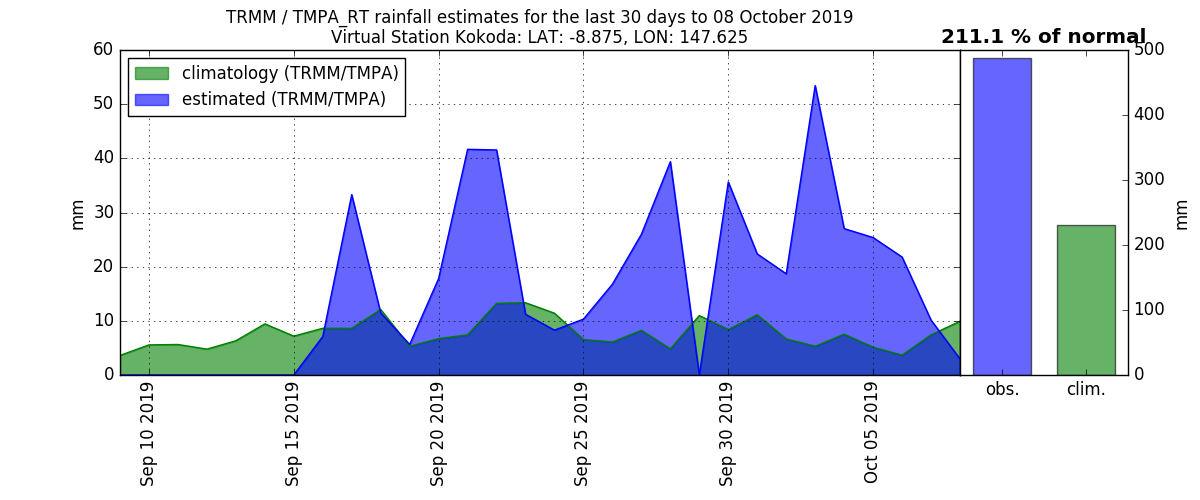 TRMM / TMPA_RT rainfall estimates for the last 30 days to 08 October 2019
Virtual Station Kokoda: LAT: -8.875, LON: 147.625
211.1 % of normal
climatology (TRMM/TMPA)
estimated (TRMM/TMPA)
mm
60
50
40
30
20
10
0
Sep 10 2019
Sep 15 2019
Sep 20 2019
Sep 25 2019
Sep 30 2019
Oct 05 2019
500
400
300
200
100
0
mm
obs.
clim.